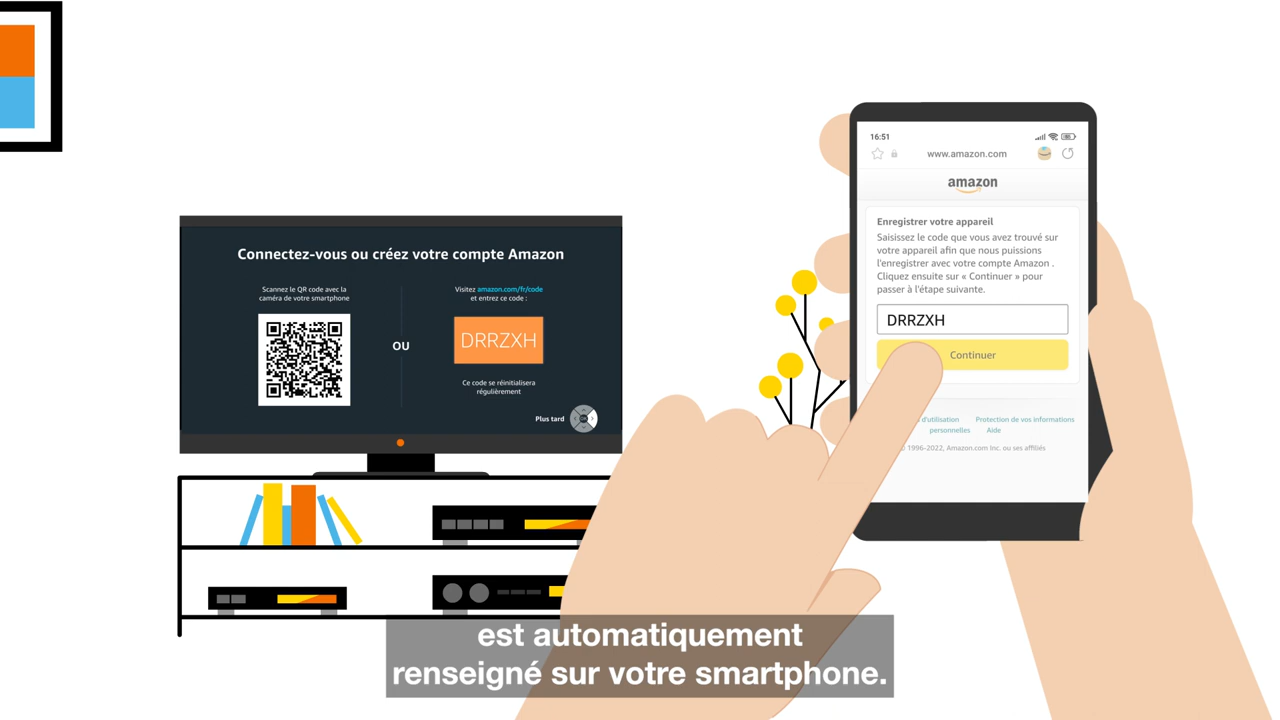 Connectez-vous ou créez votre compte Amazon
Scannez le QR code avec la
caméra de votre smartphone
OU
Visitez amazon.com/fr/code
et entrez ce code :
DRRZXH
Ce code se réinitialisera
régulièrement
Plus tard
16:51
www.amazon.com
amazon
Enregistrer votre appareil
Saisissez le code que vous avez trouvé sur
votre appareil afin que nous puissions
l'enregistrer avec votre compte Amazon .
Cliquez ensuite sur « Continuer » pour
passer à l'étape suivante.
DRRZXH
Continuer
d'utilisation Protection de vos informations
personnelles Aide
1996-2022, Amazon.com Inc. ou ses affiliés
est automatiquement
renseigné sur votre smartphone.